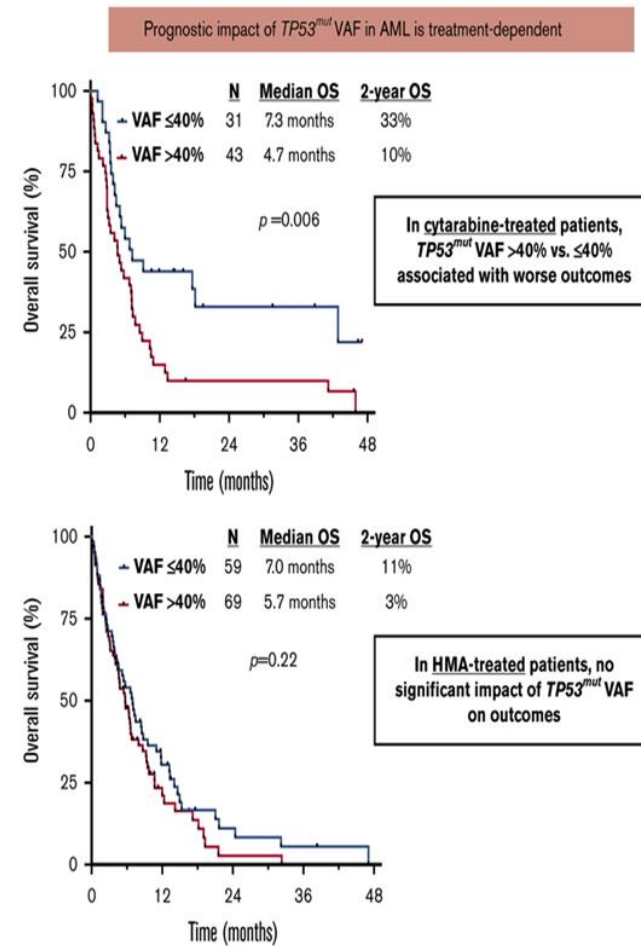 Prognostic impact of TP53mut VAF in AML is treatment-dependent
N Median OS 2-year OS
VAF ≤40% 31 7.3 months 33%
VAF >40% 43 4.7 months 10%
p=0.006
Overall survival (%)
100
75
50
25
0
0 12 24 36 48
Time (months)
In cytarabine-treated patients,
TP53mut VAF >40% vs. ≤40%
associated with worse outcomes
N Median OS 2-year OS
VAF ≤40% 59 7.0 months 11%
VAF >40% 69 5.7 months 3%
p=0.22
Overall survival (%)
100
75
50
25
0
0 12 24 36 48
Time (months)
In HMA-treated patients, no
significant impact of TP53mut VAF
on outcomes